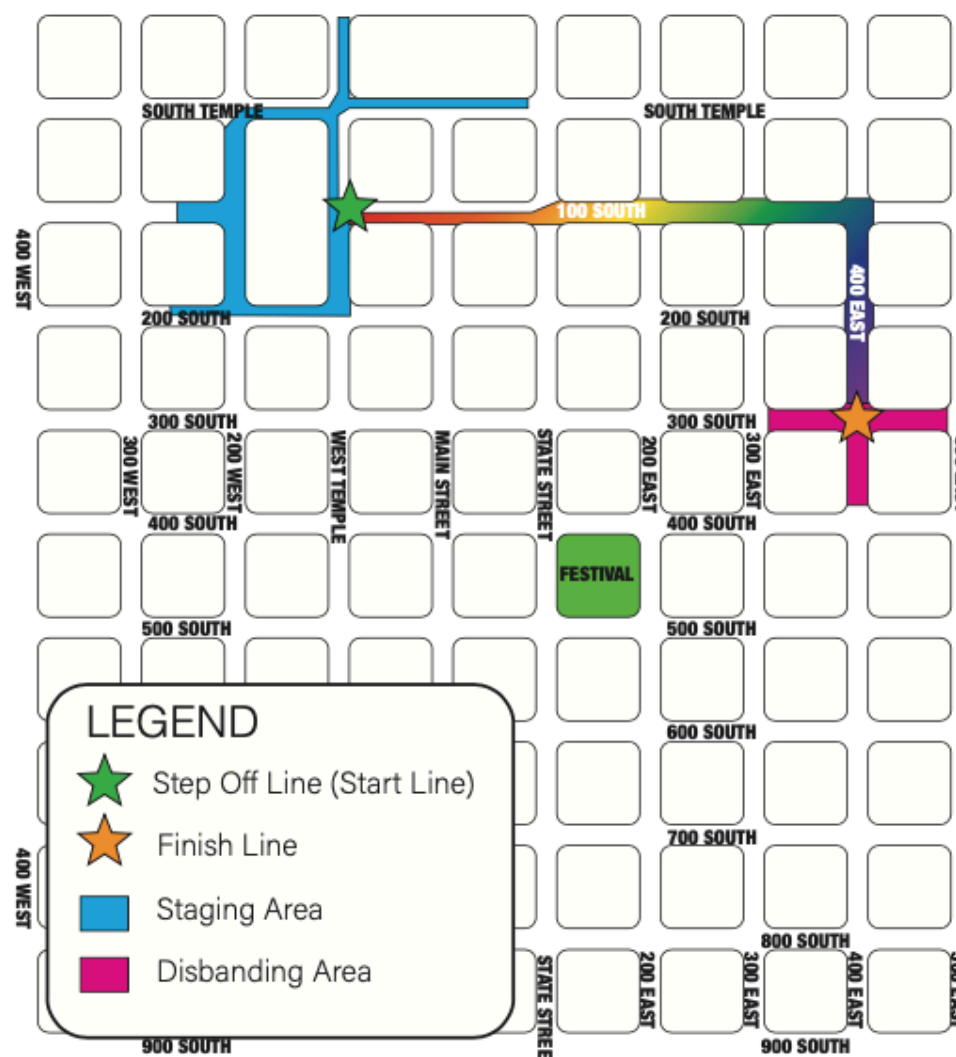 SOUTH TEMPLE
SOUTH TEMPLE
100 SOUTH
400 WEST
400 EAST
200 SOUTH
200 SOUTH
300 SOUTH
300 SOUTH
300 WEST
200 WEST
WEST TEMPLE
MAIN STREET
STATE STREET
200 EAST
300 EAST
400 SOUTH
400 SOUTH
FESTIVAL
500 SOUTH
500 SOUTH
LEGEND
Step Off Line (Start Line)
Finish Line
Staging Area
Disbanding Area
600 SOUTH
700 SOUTH
400 WEST
800 SOUTH
STATE STREE
200 EAST
300 EAST
400 EAST
900 SOUTH
900 SOUTH